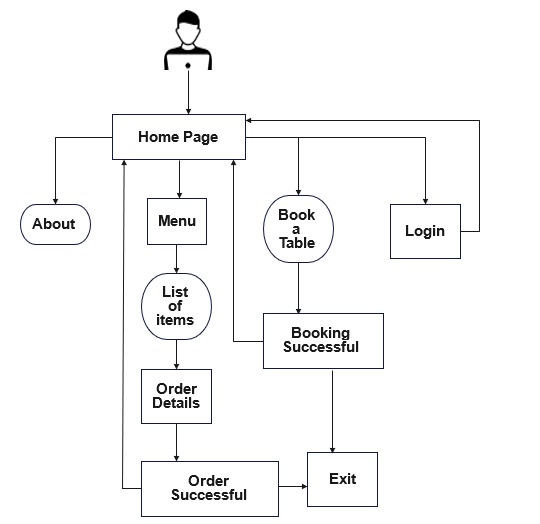 Home Page
About
Menu
Book
a
Table
Login
List
of
items
Booking
Successful
Order
Details
Order
Successful
Exit